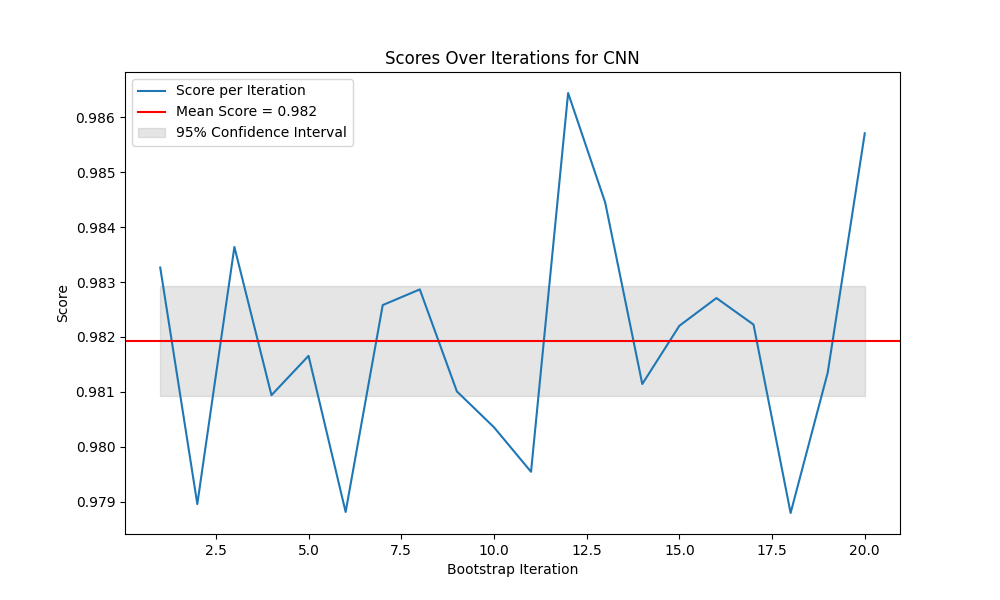 Scores Over Iterations for CNN
Score per Iteration
Mean Score = 0.982
95% Confidence Interval
0.986
0.985
0.984
0.983
0.982
0.981
0.980
0.979
Score
2.5 5.0 7.5 10.0 12.5 15.0 17.5 20.0
Bootstrap Iteration